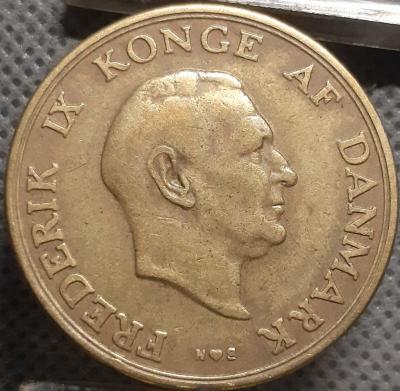 FREDERIK IX KONGE AF DANMARK
N♥S